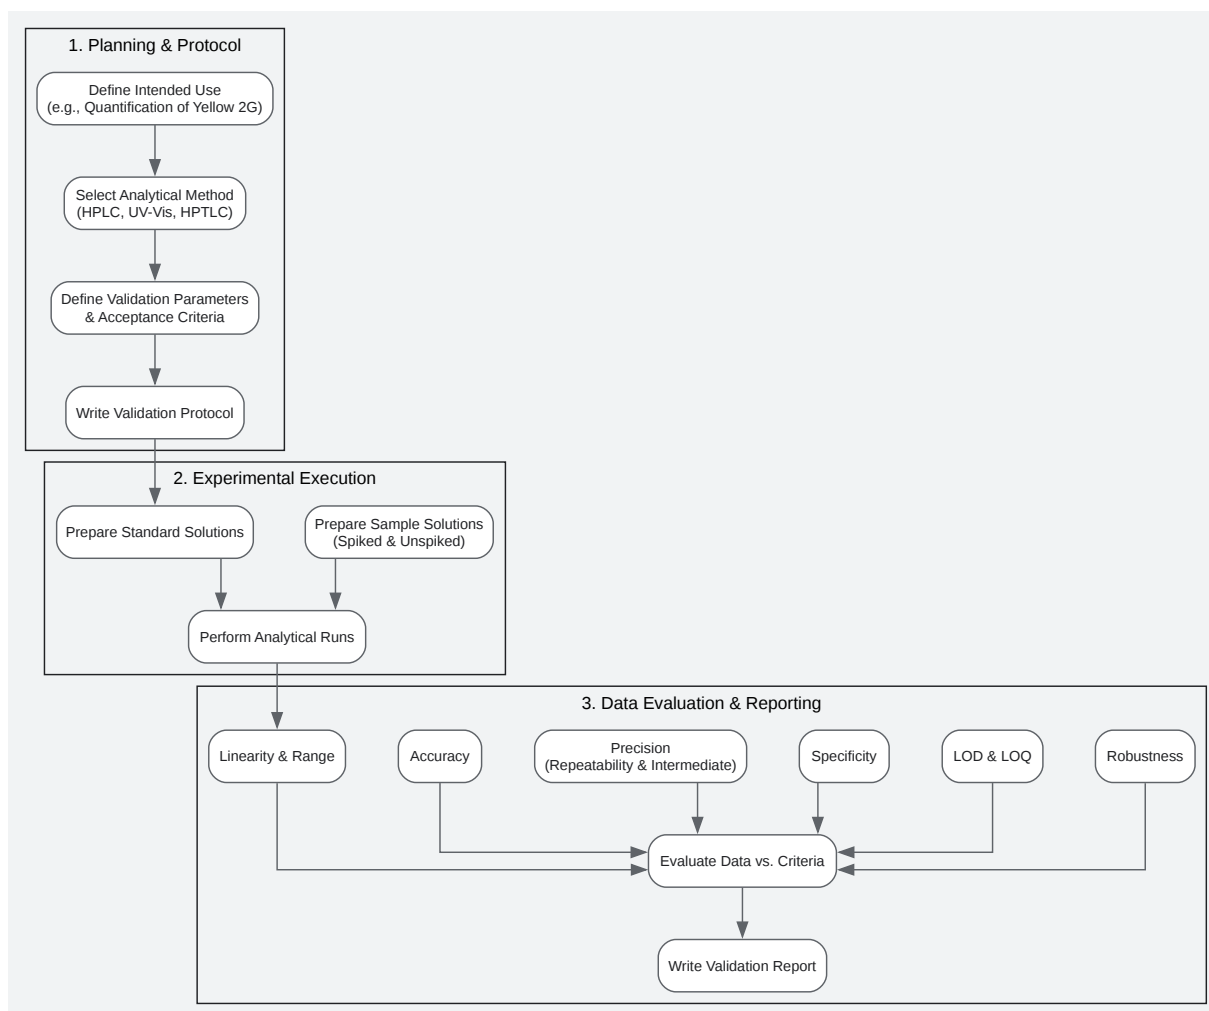 1. Planning & Protocol
Define Intended Use
(e.g., Quantification of Yellow 2G)
Select Analytical Method
(HPLC, UV-Vis, HPTLC)
Define Validation Parameters
& Acceptance Criteria
Write Validation Protocol
2. Experimental Execution
Prepare Standard Solutions
Prepare Sample Solutions
(Spiked & Unspiked)
Perform Analytical Runs
3. Data Evaluation & Reporting
Linearity & Range
Accuracy
Precision
(Repeatability & Intermediate)
Specificity
LOD & LOQ
Robustness
Evaluate Data vs. Criteria
Write Validation Report